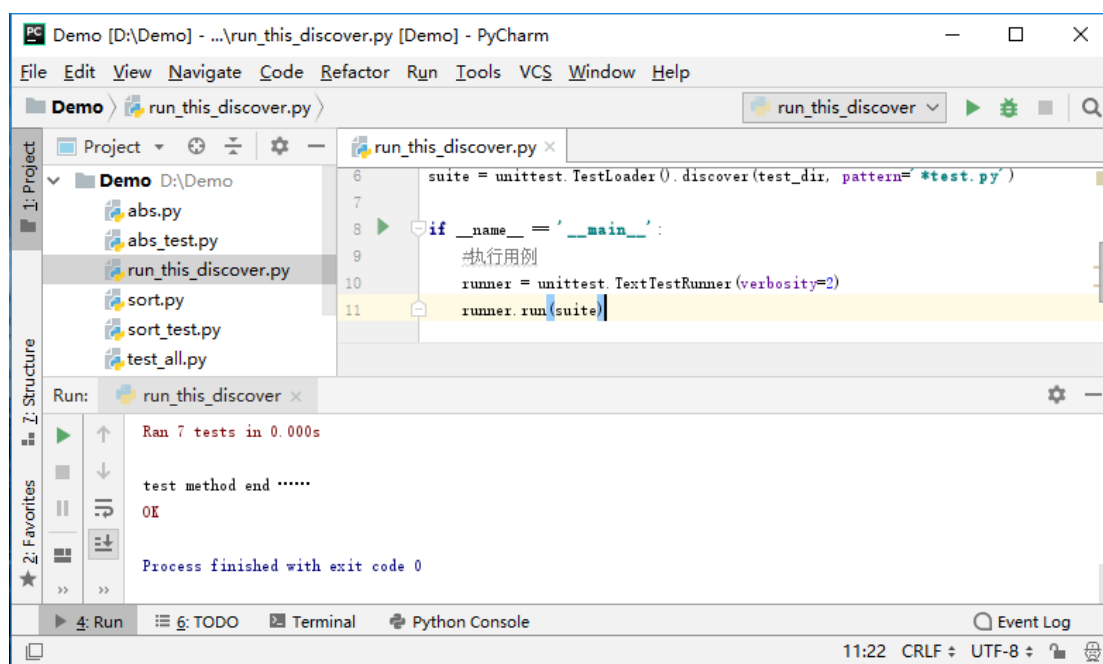 PC Demo [D:\Demo] - ...\run_this_discover.py [Demo] - PyCharm
File Edit View Navigate Code Refactor Run Tools VCS Window Help
Demo run_this_discover.py run_this_discover
1: Project
Project
run_this_discover.py
Demo D:\Demo
abs.py
abs_test.py
run_this_discover.py
sort.py
sort_test.py
test_all.py
6 suite = unittest.TestLoader().discover(test_dir, pattern='*test.py')
7
8 if __name__ == '__main__':
9 #执行用例
10 runner = unittest.TextTestRunner(verbosity=2)
11 runner.run(suite)
7: Structure
2: Favorites
Run: run_this_discover
Ran 7 tests in 0.000s
test method end ······
OK
Process finished with exit code 0
4: Run 6: TODO Terminal Python Console Event Log
11:22 CRLF UTF-8